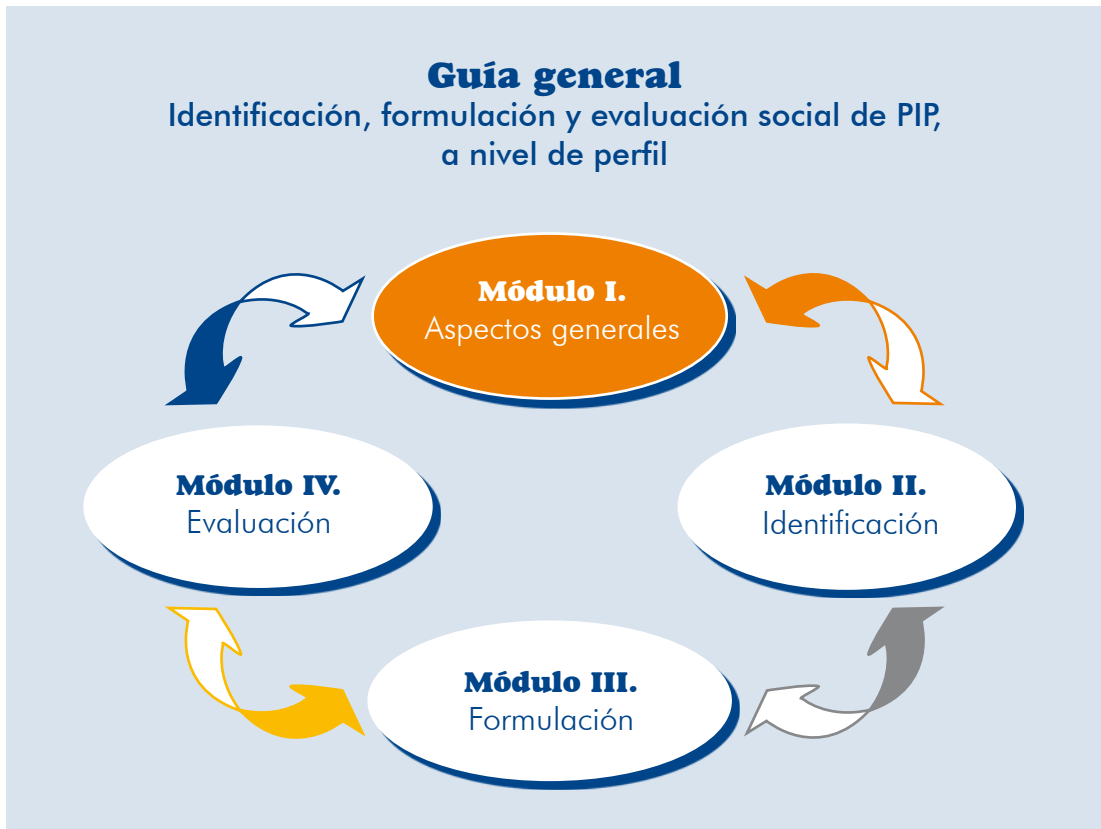 Guía general
Identificación, formulación y evaluación social de PIP,
a nivel de perfil
Módulo I.
Aspectos generales
Módulo IV.
Evaluación
Módulo II.
Identificación
Módulo III.
Formulación